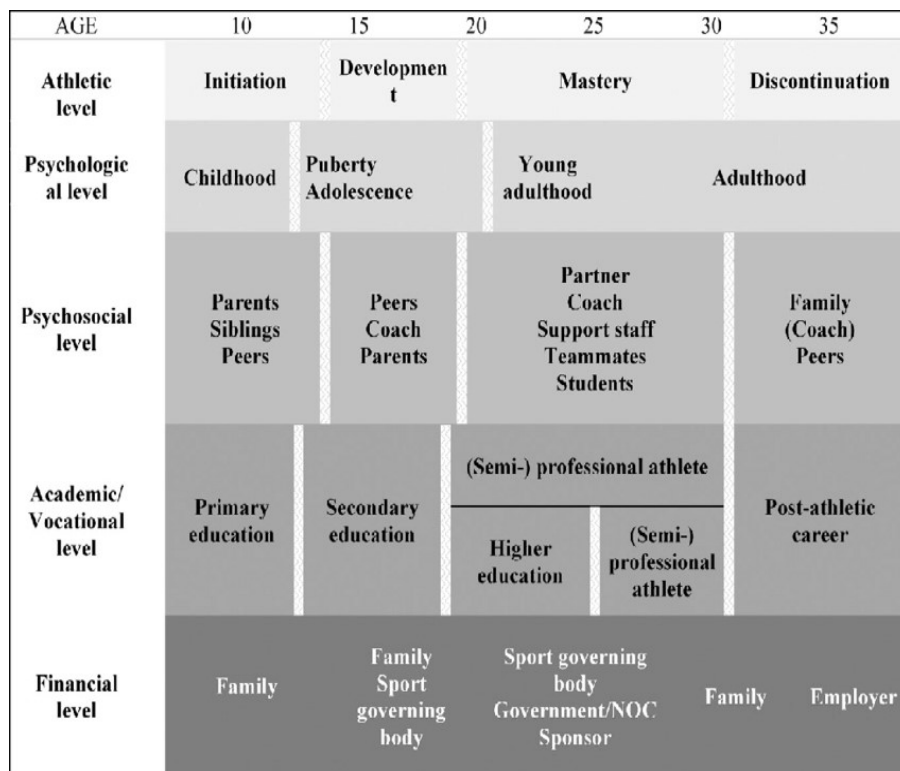 AGE 10 15 20 25 30 35
Athletic
level
Initiation
Developmen
t
Mastery
Discontinuation
Psychologic
al level
Childhood
Puberty
Adolescence
Young
adulthood
Adulthood
Psychosocial
level
Parents
Siblings
Peers
Peers
Coach
Parents
Partner
Coach
Support staff
Teammates
Students
Family
(Coach)
Peers
Academic/
Vocational
level
Primary
education
Secondary
education
(Semi-) professional athlete
Higher
education
(Semi-)
professional
athlete
Post-athletic
career
Financial
level
Family
Family
Sport
governing
body
Sport governing
body
Government/NOC
Sponsor
Family
Employer